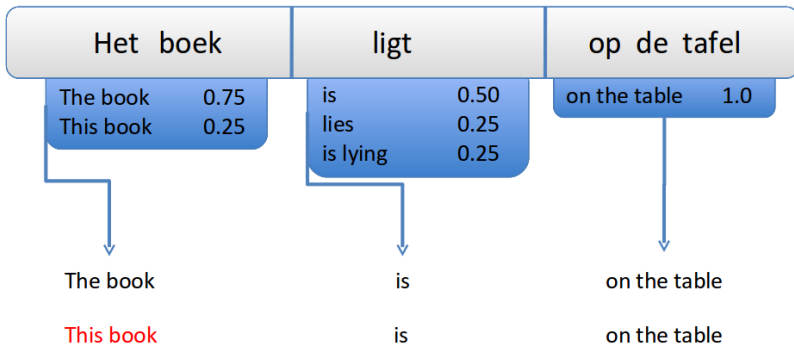 Het boek ligt op de tafel
The book 0.75 is 0.50 on the table 1.0
This book 0.25 lies 0.25
is lying 0.25
The book is on the table
This book is on the table